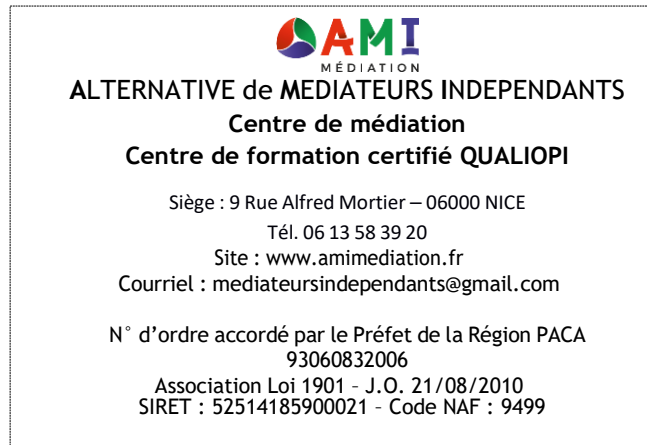 AMI
MÉDIATION
ALTERNATIVE de MEDIATEURS INDEPENDANTS
Centre de médiation
Centre de formation certifié QUALIOPI
Siège : 9 Rue Alfred Mortier – 06000 NICE
Tél. 06 13 58 39 20
Site : www.amimediation.fr
Courriel : mediateursindependants@gmail.com
N° d’ordre accordé par le Préfet de la Région PACA
93060832006
Association Loi 1901 – J.O. 21/08/2010
SIRET : 52514185900021 – Code NAF : 9499